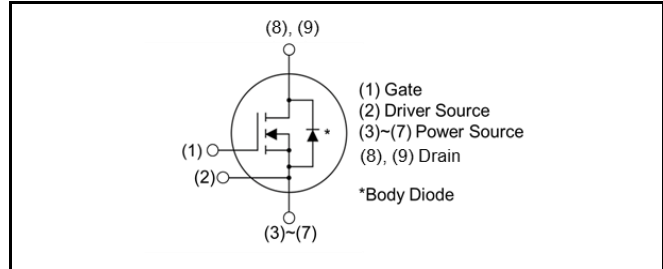 (8), (9)
(1) Gate
(2) Driver Source
*
(3)~(7) Power Source
(1)
(8), (9) Drain
(2)
*Body Diode
(3)~(7)